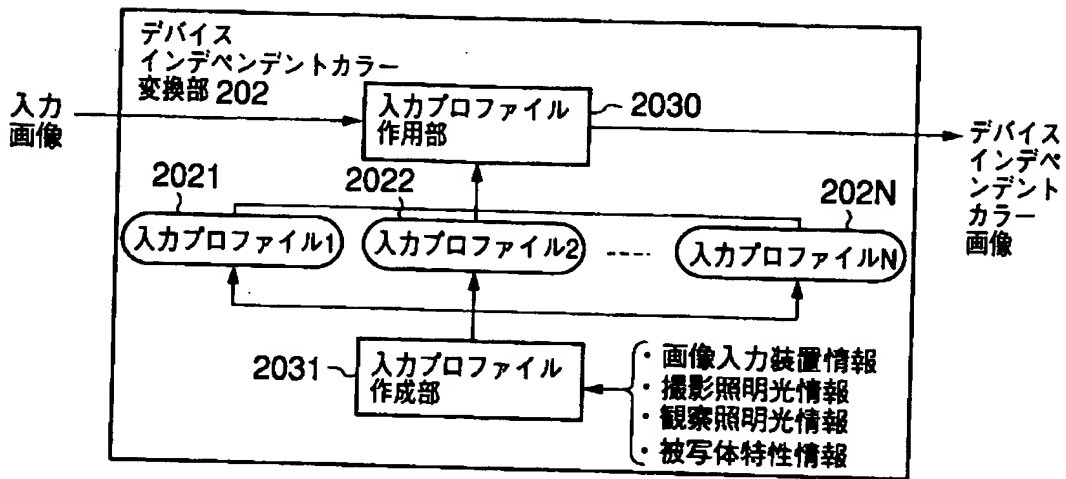 デバイス
インデペンデントカラー
変換部 202
入力
画像
入力プロファイル
作用部
2030
デバイス
インデペ
ンデント
カラー
画像
2021
2022
202N
入力プロファイル1
入力プロファイル2
入力プロファイルN
2031
入力プロファイル
作成部
・画像入力装置情報
・撮影照明光情報
・観察照明光情報
・被写体特性情報